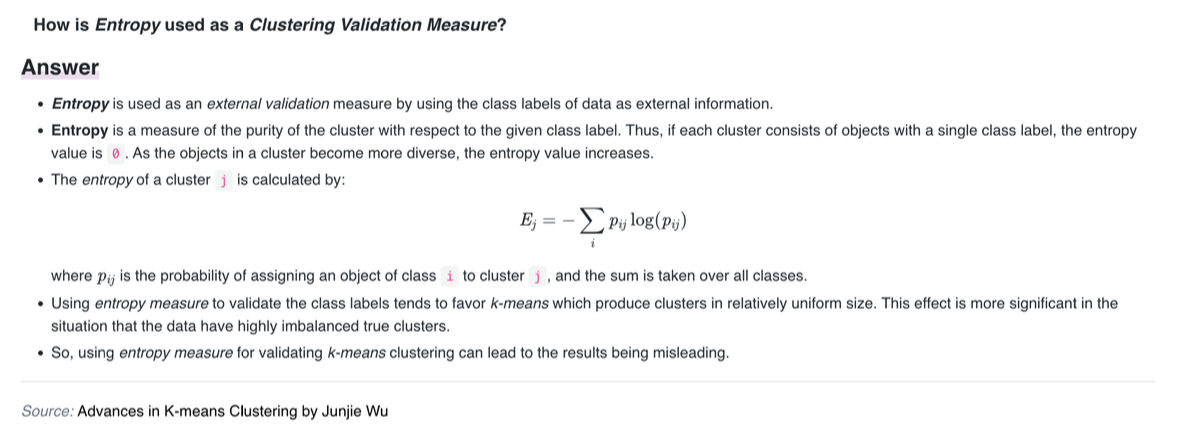 How is Entropy used as a Clustering Validation Measure?
Answer
• Entropy is used as an external validation measure by using the class labels of data as external information.
• Entropy is a measure of the purity of the cluster with respect to the given class label. Thus, if each cluster consists of objects with a single class label, the entropy
value is 0 . As the objects in a cluster become more diverse, the entropy value increases.
• The entropy of a cluster j is calculated by:
E_j = − ∑_i p_{ij} log(p_{ij})
where p_{ij} is the probability of assigning an object of class i to cluster j , and the sum is taken over all classes.
• Using entropy measure to validate the class labels tends to favor k-means which produce clusters in relatively uniform size. This effect is more significant in the
situation that the data have highly imbalanced true clusters.
• So, using entropy measure for validating k-means clustering can lead to the results being misleading.
Source: Advances in K-means Clustering by Junjie Wu